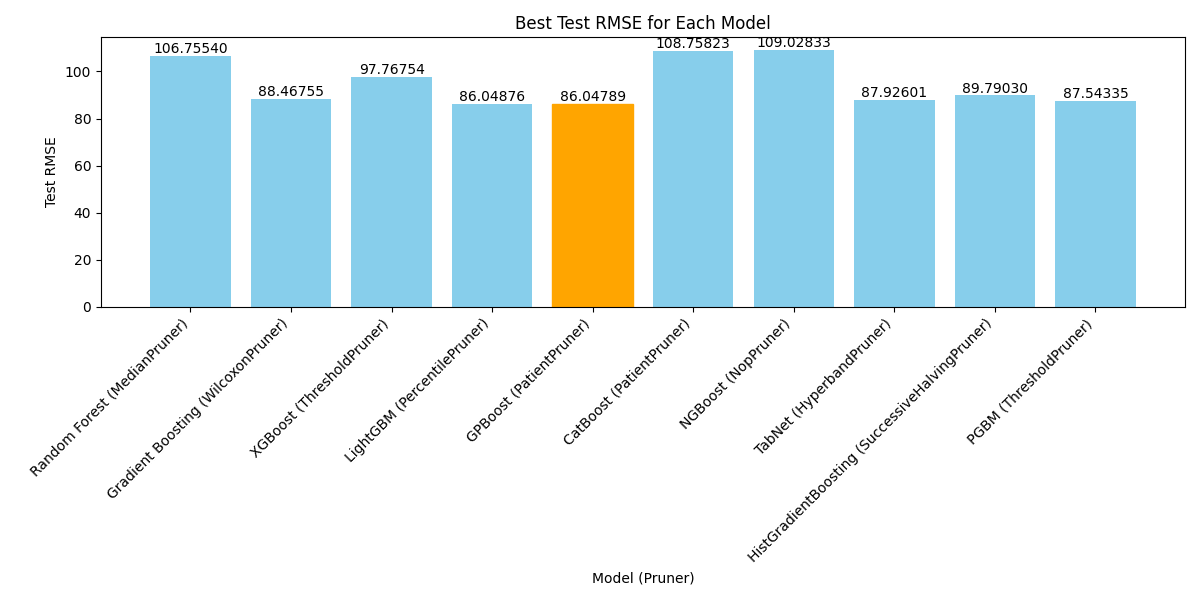 Best Test RMSE for Each Model
106.75540
88.46755
97.76754
86.04876
86.04789
108.75823
109.02833
87.92601
89.79030
87.54335
Test RMSE
100
80
60
40
20
0
Random Forest (MedianPruner)
Gradient Boosting (WilcoxonPruner)
XGBoost (ThresholdPruner)
LightGBM (PercentilePruner)
GPBoost (PatientPruner)
CatBoost (PatientPruner)
NGBoost (NopPruner)
TabNet (HyperbandPruner)
HistGradientBoosting (SuccessiveHalvingPruner)
PGBM (ThresholdPruner)
Model (Pruner)